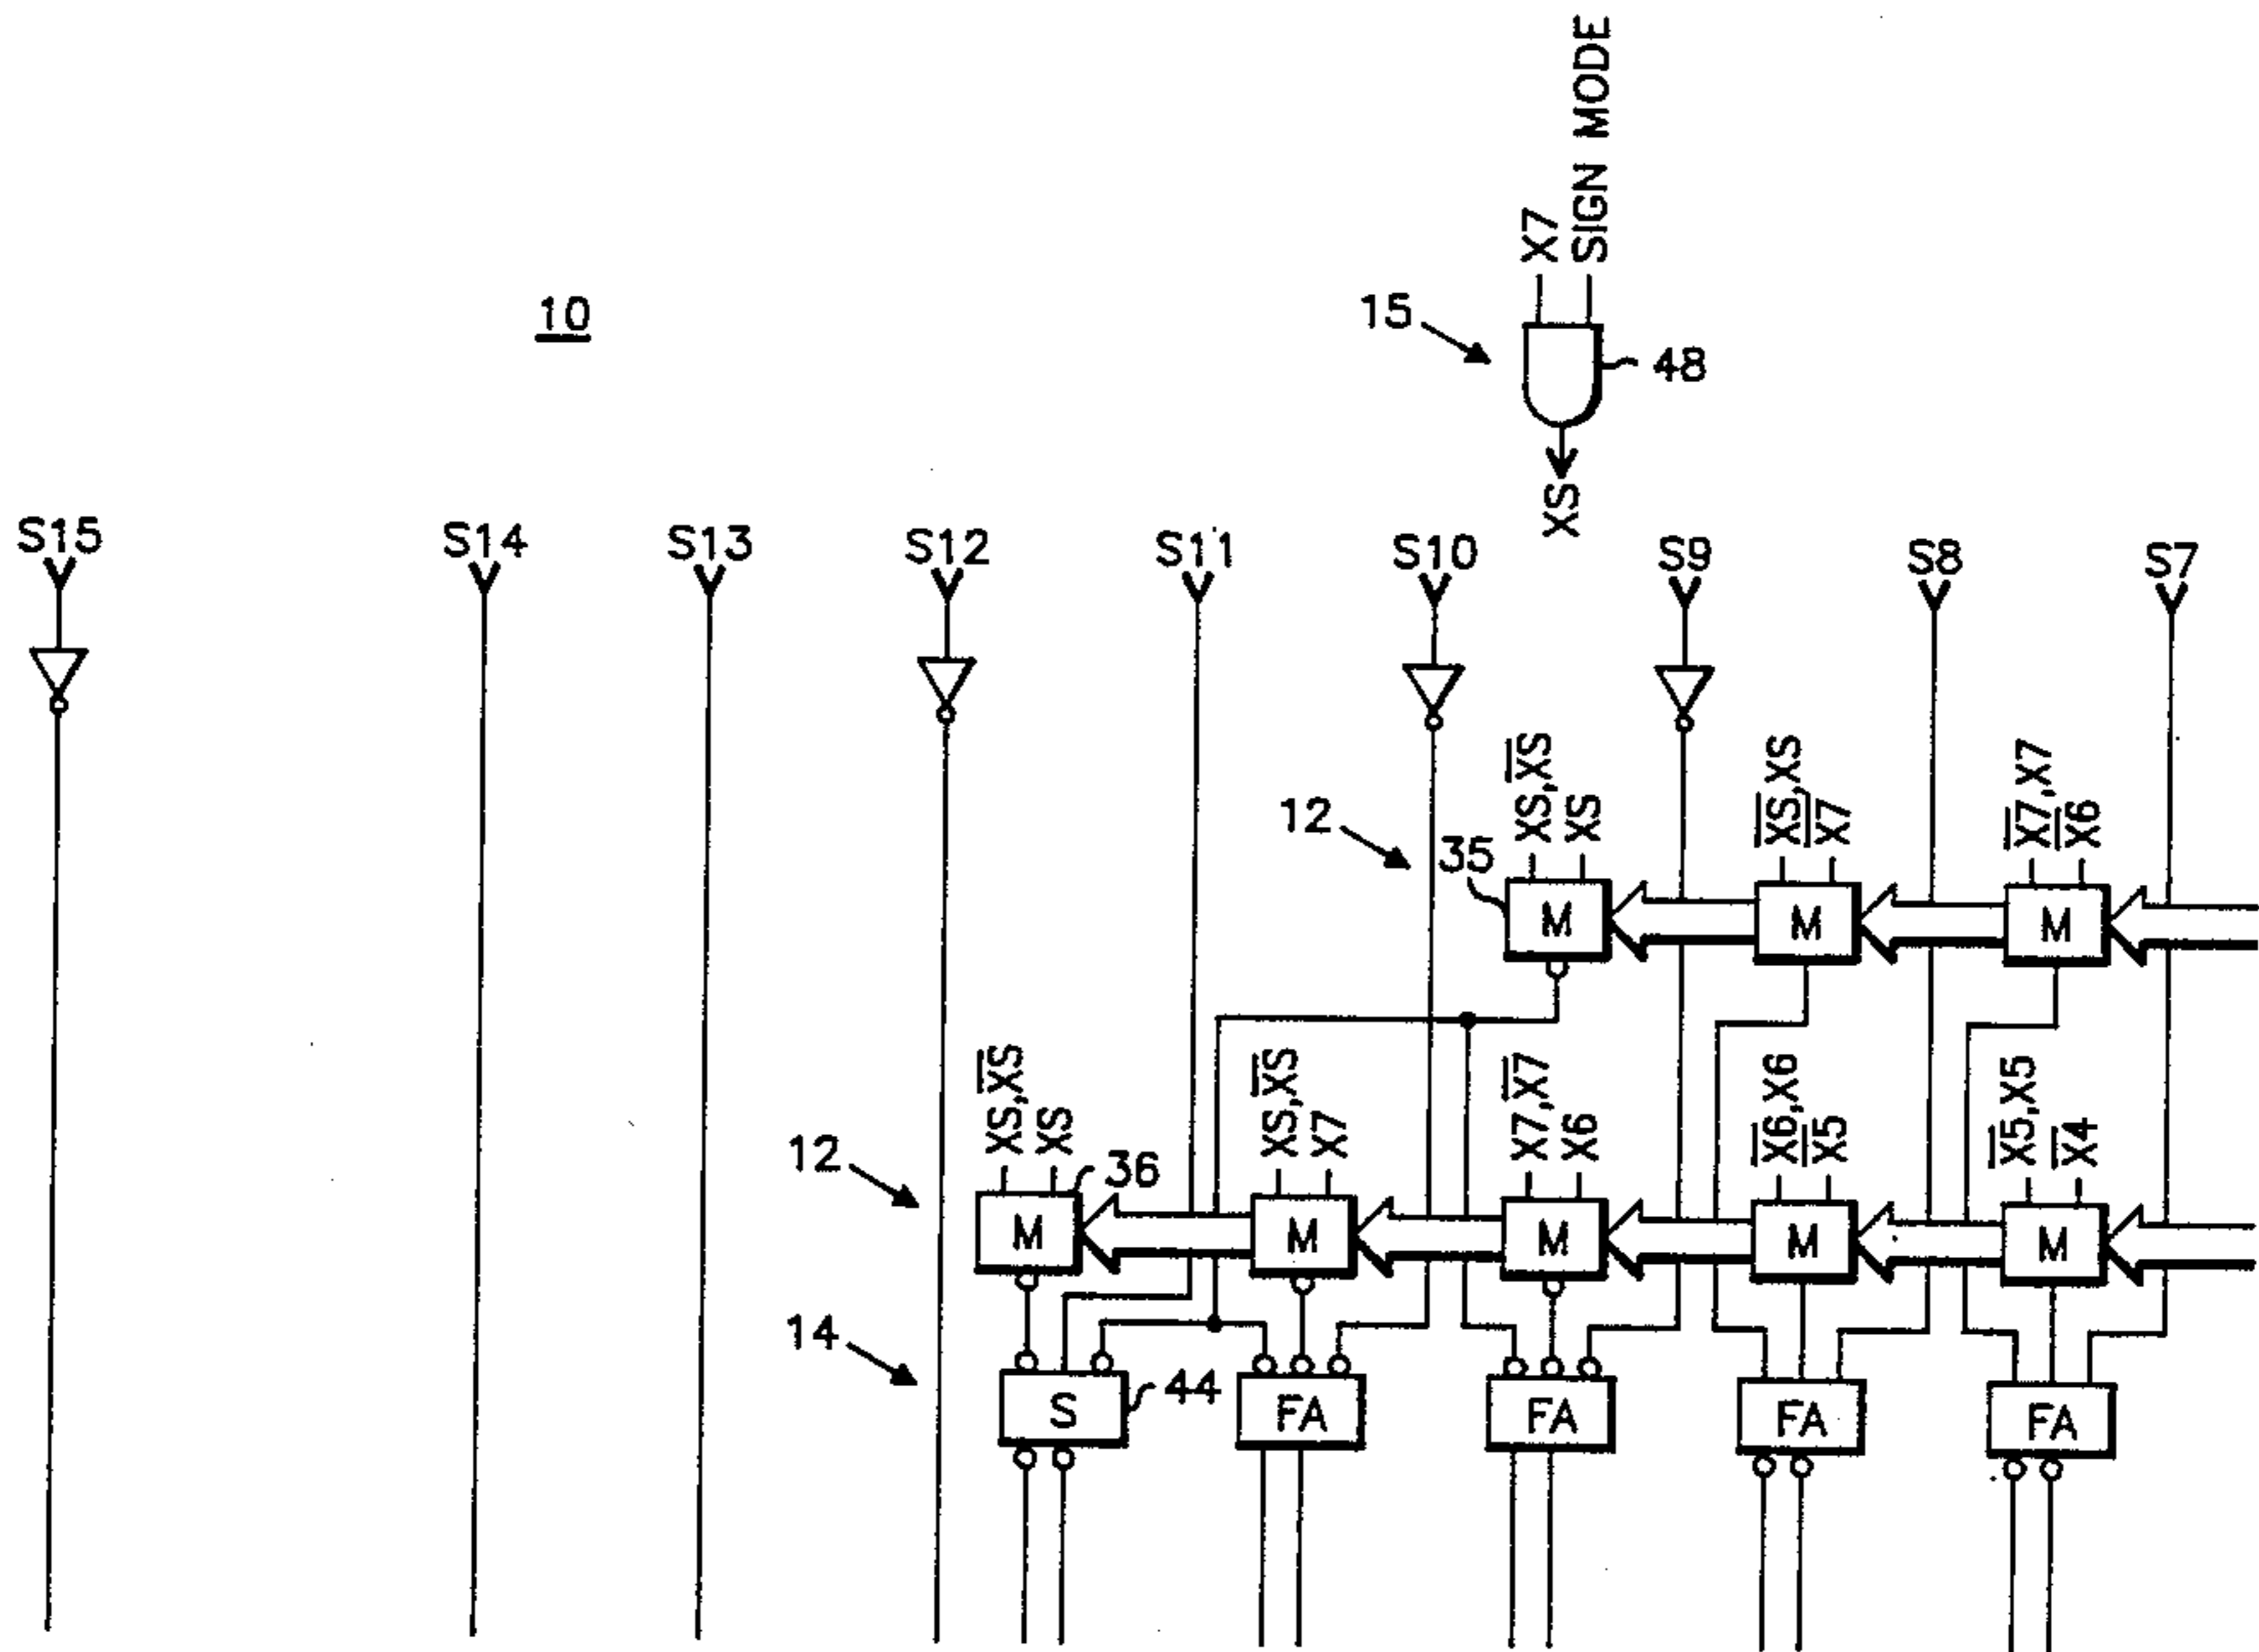 X7
SIGN MODE
10
15
48
XS
S15
S14
S13
S12
S11
S10
S9
S8
S7
12
35
XS,X̅S̅
XS
X̅S̅,XS
X̅7̅
X̅7̅,X7
X̅6̅
M
M
M
12
36
XS,X̅S̅
XS
XS,X̅S̅
X7
X7,X̅7̅
X6
X̅6̅,X6
X̅5̅
X̅5̅,X5
X̅4̅
M
M
M
M
M
14
44
S
FA
FA
FA
FA